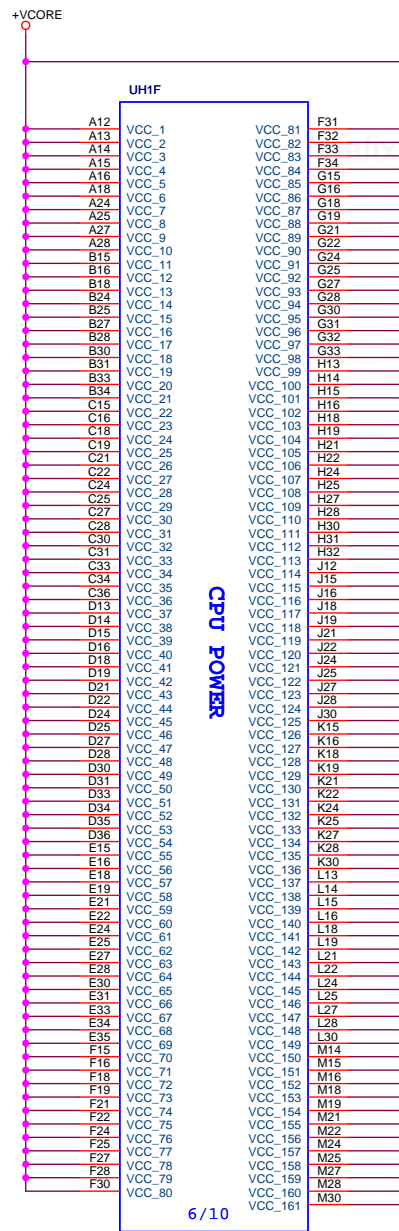 +VCORE
UH1F
A12 VCC_1 VCC_81 F31
A13 VCC_2 VCC_82 F32
A14 VCC_3 VCC_83 F33
A15 VCC_4 VCC_84 F34
A16 VCC_5 VCC_85 G15
A18 VCC_6 VCC_86 G16
A24 VCC_7 VCC_87 G18
A25 VCC_8 VCC_88 G19
A27 VCC_9 VCC_89 G21
A28 VCC_10 VCC_90 G22
B15 VCC_11 VCC_91 G24
B16 VCC_12 VCC_92 G25
B18 VCC_13 VCC_93 G27
B24 VCC_14 VCC_94 G28
B25 VCC_15 VCC_95 G30
B27 VCC_16 VCC_96 G31
B28 VCC_17 VCC_97 G32
B30 VCC_18 VCC_98 G33
B31 VCC_19 VCC_99 H13
B33 VCC_20 VCC_100 H14
B34 VCC_21 VCC_101 H15
C15 VCC_22 VCC_102 H16
C16 VCC_23 VCC_103 H18
C18 VCC_24 VCC_104 H19
C19 VCC_25 VCC_105 H21
C21 VCC_26 VCC_106 H22
C22 VCC_27 VCC_107 H24
C24 VCC_28 VCC_108 H25
C25 VCC_29 VCC_109 H27
C27 VCC_30 VCC_110 H28
C28 VCC_31 VCC_111 H30
C30 VCC_32 VCC_112 H31
C31 VCC_33 VCC_113 H32
C33 VCC_34 VCC_114 J12
C34 VCC_35 VCC_115 J15
C36 VCC_36 VCC_116 J16
D13 VCC_37 VCC_117 J18
D14 VCC_38 VCC_118 J19
D15 VCC_39 VCC_119 J21
D16 VCC_40 VCC_120 J22
D18 VCC_41 VCC_121 J24
D19 VCC_42 VCC_122 J25
D21 VCC_43 VCC_123 J27
D22 VCC_44 VCC_124 J28
D24 VCC_45 VCC_125 J30
D25 VCC_46 VCC_126 K15
D27 VCC_47 VCC_127 K16
D28 VCC_48 VCC_128 K18
D30 VCC_49 VCC_129 K19
D31 VCC_50 VCC_130 K21
D33 VCC_51 VCC_131 K22
D34 VCC_52 VCC_132 K24
D35 VCC_53 VCC_133 K25
D36 VCC_54 VCC_134 K27
E15 VCC_55 VCC_135 K28
E16 VCC_56 VCC_136 K30
E18 VCC_57 VCC_137 L13
E19 VCC_58 VCC_138 L14
E21 VCC_59 VCC_139 L15
E22 VCC_60 VCC_140 L16
E24 VCC_61 VCC_141 L18
E25 VCC_62 VCC_142 L19
E27 VCC_63 VCC_143 L21
E28 VCC_64 VCC_144 L22
E30 VCC_65 VCC_145 L24
E31 VCC_66 VCC_146 L25
E33 VCC_67 VCC_147 L27
E34 VCC_68 VCC_148 L28
E35 VCC_69 VCC_149 L30
F15 VCC_70 VCC_150 M14
F16 VCC_71 VCC_151 M15
F18 VCC_72 VCC_152 M16
F19 VCC_73 VCC_153 M18
F21 VCC_74 VCC_154 M19
F22 VCC_75 VCC_155 M21
F24 VCC_76 VCC_156 M22
F25 VCC_77 VCC_157 M24
F27 VCC_78 VCC_158 M25
F28 VCC_79 VCC_159 M27
F30 VCC_80 VCC_160 M28
VCC_161 M30
CPU POWER
6/10